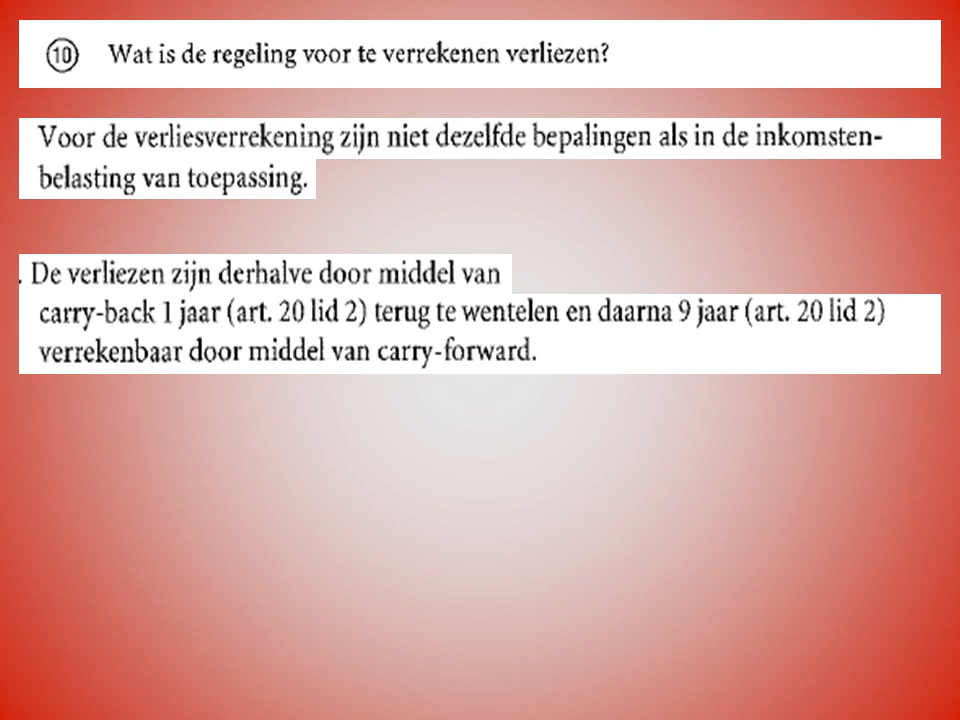 10 Wat is de regeling voor te verrekenen verliezen?
Voor de verliesverrekening zijn niet dezelfde bepalingen als in de inkomsten-
belasting van toepassing.
. De verliezen zijn derhalve door middel van
carry-back 1 jaar (art. 20 lid 2) terug te wentelen en daarna 9 jaar (art. 20 lid 2)
verrekenbaar door middel van carry-forward.